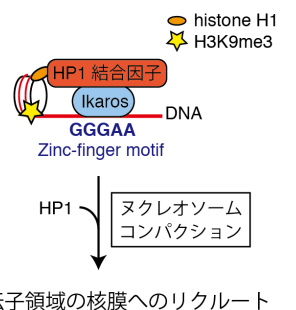 histone H1
H3K9me3
HP1 結合因子
Ikaros
DNA
GGGAA
Zinc-finger motif
HP1
ヌクレオソーム
コンパクション
子領域の核膜へのリクルート